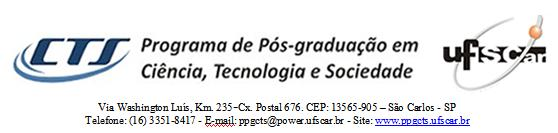 CTS
Programa de Pós-graduação em
Ciência, Tecnologia e Sociedade
ufscar
Via Washington Luís, Km. 235–Cx. Postal 676. CEP: 13565-905 – São Carlos - SP
Telefone: (16) 3351-8417 - E-mail: ppgcts@power.ufscar.br - Site: www.ppgcts.ufscar.br